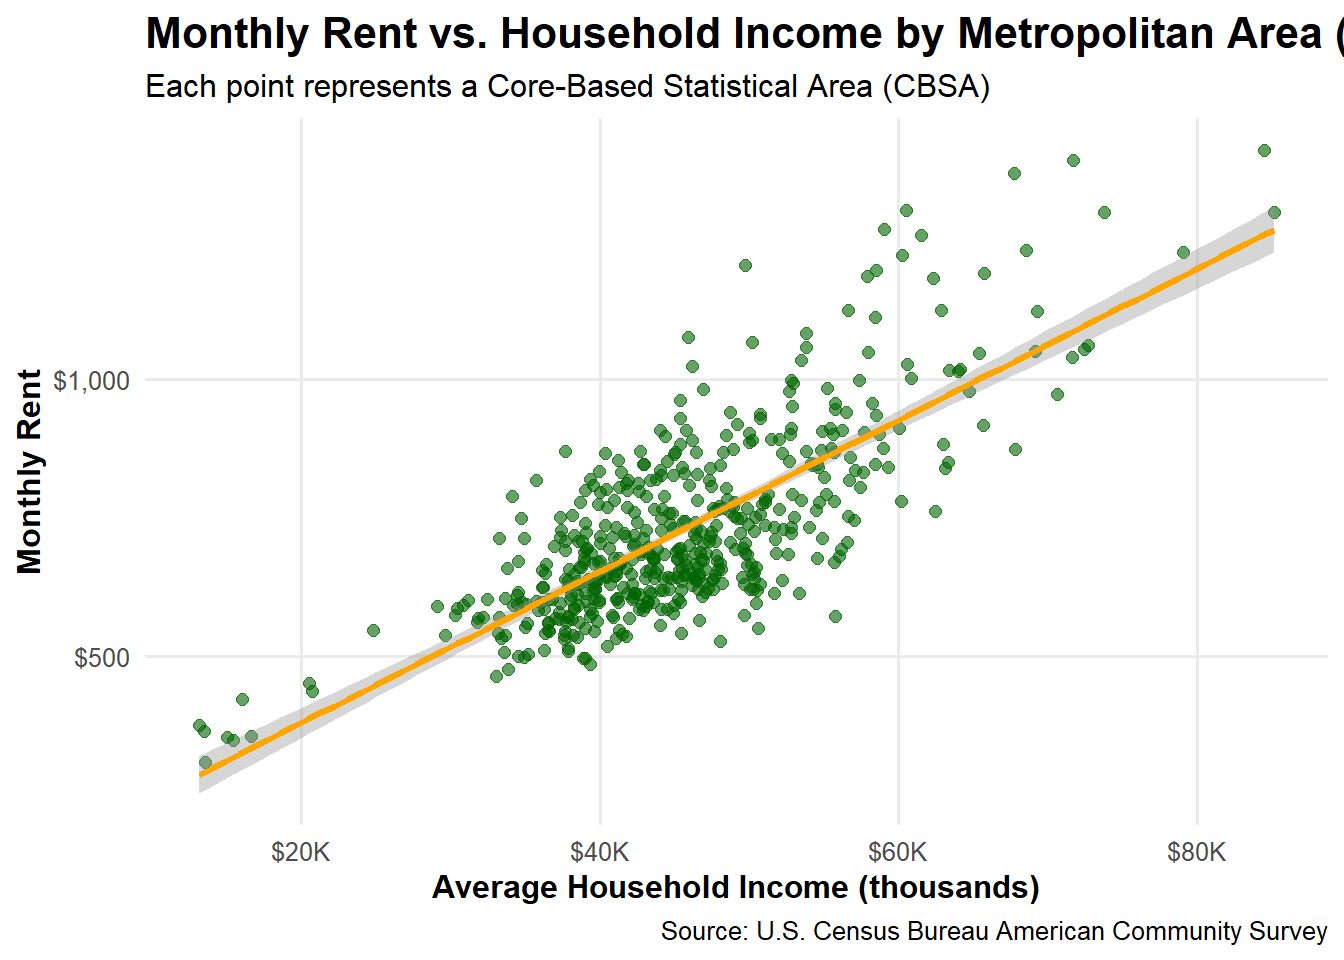 Monthly Rent vs. Household Income by Metropolitan Area (
Each point represents a Core-Based Statistical Area (CBSA)
Monthly Rent
$1,000
$500
$20K $40K $60K $80K
Average Household Income (thousands)
Source: U.S. Census Bureau American Community Survey